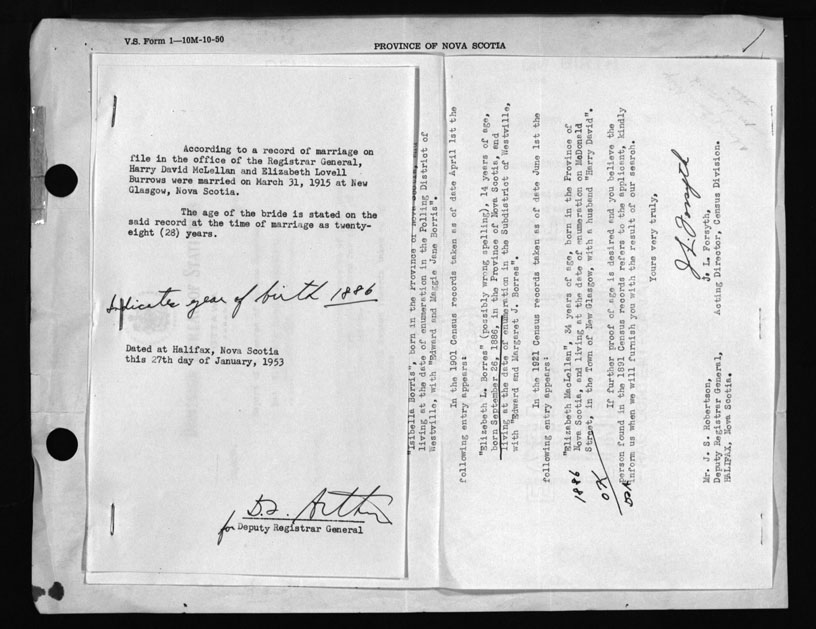 V.S. Form 1—10M-10-50
PROVINCE OF NOVA SCOTIA
According to a record of marriage on
file in the office of the Registrar General,
Harry David McLellan and Elizabeth Lovell
Burrows were married on March 31, 1915 at New
Glasgow, Nova Scotia.
The age of the bride is stated on the
said record at the time of marriage as twenty-
eight (28) years.
Indicates year of birth 1886
Dated at Halifax, Nova Scotia
this 27th day of January, 1953
for Deputy Registrar General
"Isibella Borris", born in the Province of Nova Scotia, and
living at the date of enumeration in the Polling District of
Westville, with "Edward and Maggie Jane Borris".
In the 1901 Census records taken as of date April 1st the
following entry appears:
"Elizabeth L. Borres" (possibly wrong spelling), 14 years of age,
born September 26, 1886, in the Province of Nova Scotia, and
living at the date of enumeration in the Subdistrict of Westville,
with "Edward and Margaret J. Borres".
In the 1921 Census records taken as of date June 1st the
following entry appears:
"Elizabeth MacLellan", 34 years of age, born in the Province of
Nova Scotia, and living at the date of enumeration on McDonald
Street, in the Town of New Glasgow, with a husband "Harry David".
1886
OK
If further proof of age is desired and you believe the
person found in the 1891 Census records refers to the applicant, kindly
inform us when we will furnish you with the result of our search.
Yours very truly,
J L Forsyth
J. L. Forsyth,
Acting Director, Census Division.
Mr. J. S. Robertson,
Deputy Registrar General,
HALIFAX, Nova Scotia.